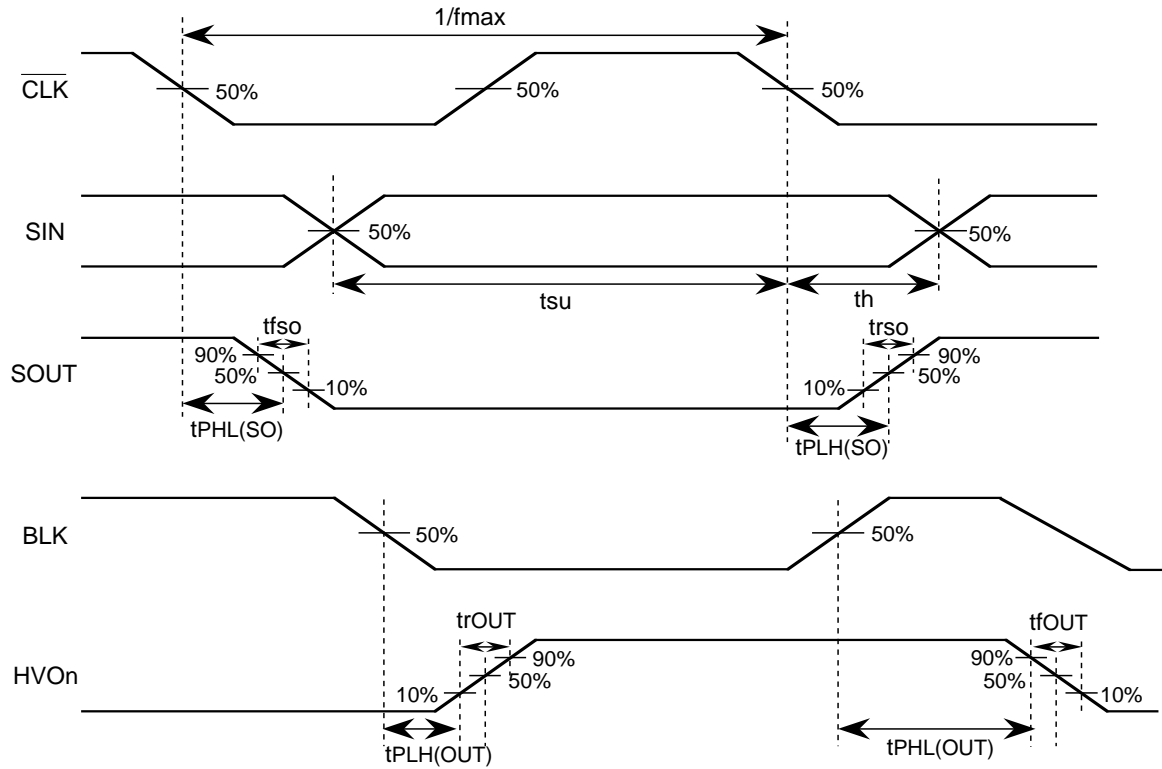 1/fmax
CLK
50%
50%
50%
SIN
50%
50%
tsu
th
tfso
trso
SOUT
90%
50%
10%
10%
90%
50%
tPHL(SO)
tPLH(SO)
BLK
50%
50%
trOUT
tfOUT
HVOn
10%
90%
50%
90%
50%
10%
tPLH(OUT)
tPHL(OUT)